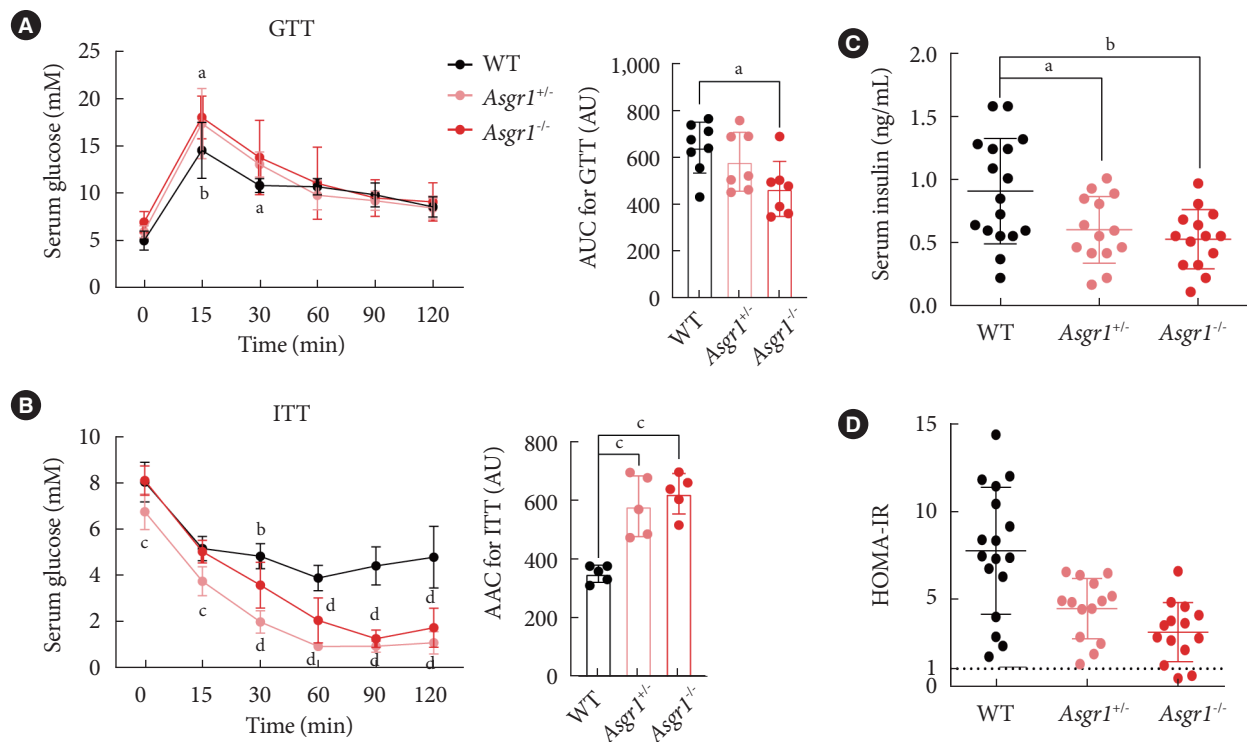 A
GTT
Serum glucose (mM)
25
20
15
10
5
0
a
b
a
0 15 30 60 90 120
Time (min)
WT
Asgr1+/-
Asgr1-/-
AUC for GTT (AU)
1,000
800
600
400
200
0
a
WT Asgr1+/- Asgr1-/-
C
Serum insulin (ng/mL)
2.0
1.5
1.0
0.5
0.0
b
a
WT Asgr1+/- Asgr1-/-
B
ITT
Serum glucose (mM)
10
8
6
4
2
0
b
c
c
d
d d d
d d d
0 15 30 60 90 120
Time (min)
AAC for ITT (AU)
800
600
400
200
0
c
c
WT Asgr1+/- Asgr1-/-
D
HOMA-IR
15
10
5
1
0
WT Asgr1+/- Asgr1-/-